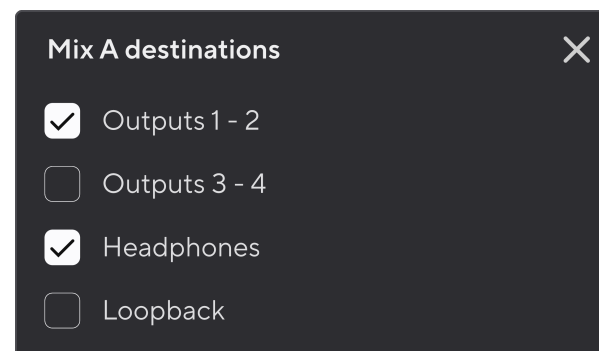 Mix A destinations
Outputs 1 - 2
Outputs 3 - 4
Headphones
Loopback